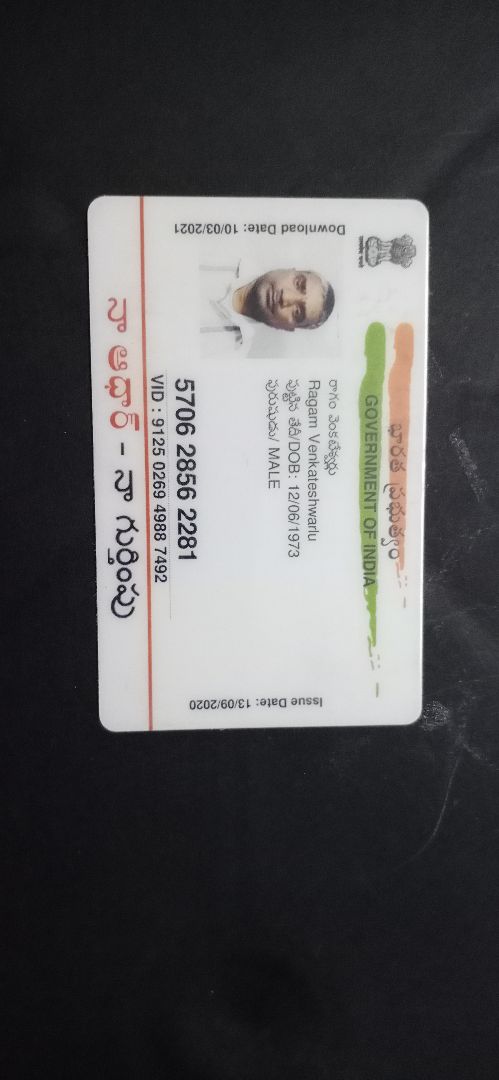 భారత ప్రభుత్వం
GOVERNMENT OF INDIA
Download Date: 10/03/2021
రాగం వెంకటేశ్వర్లు
Ragam Venkateshwarlu
పుట్టిన తేదీ/DOB: 12/06/1973
పురుషుడు/ MALE
Issue Date: 13/09/2020
5706 2856 2281
VID : 9125 0269 4988 7492
నా ఆధార్ - నా గుర్తింపు